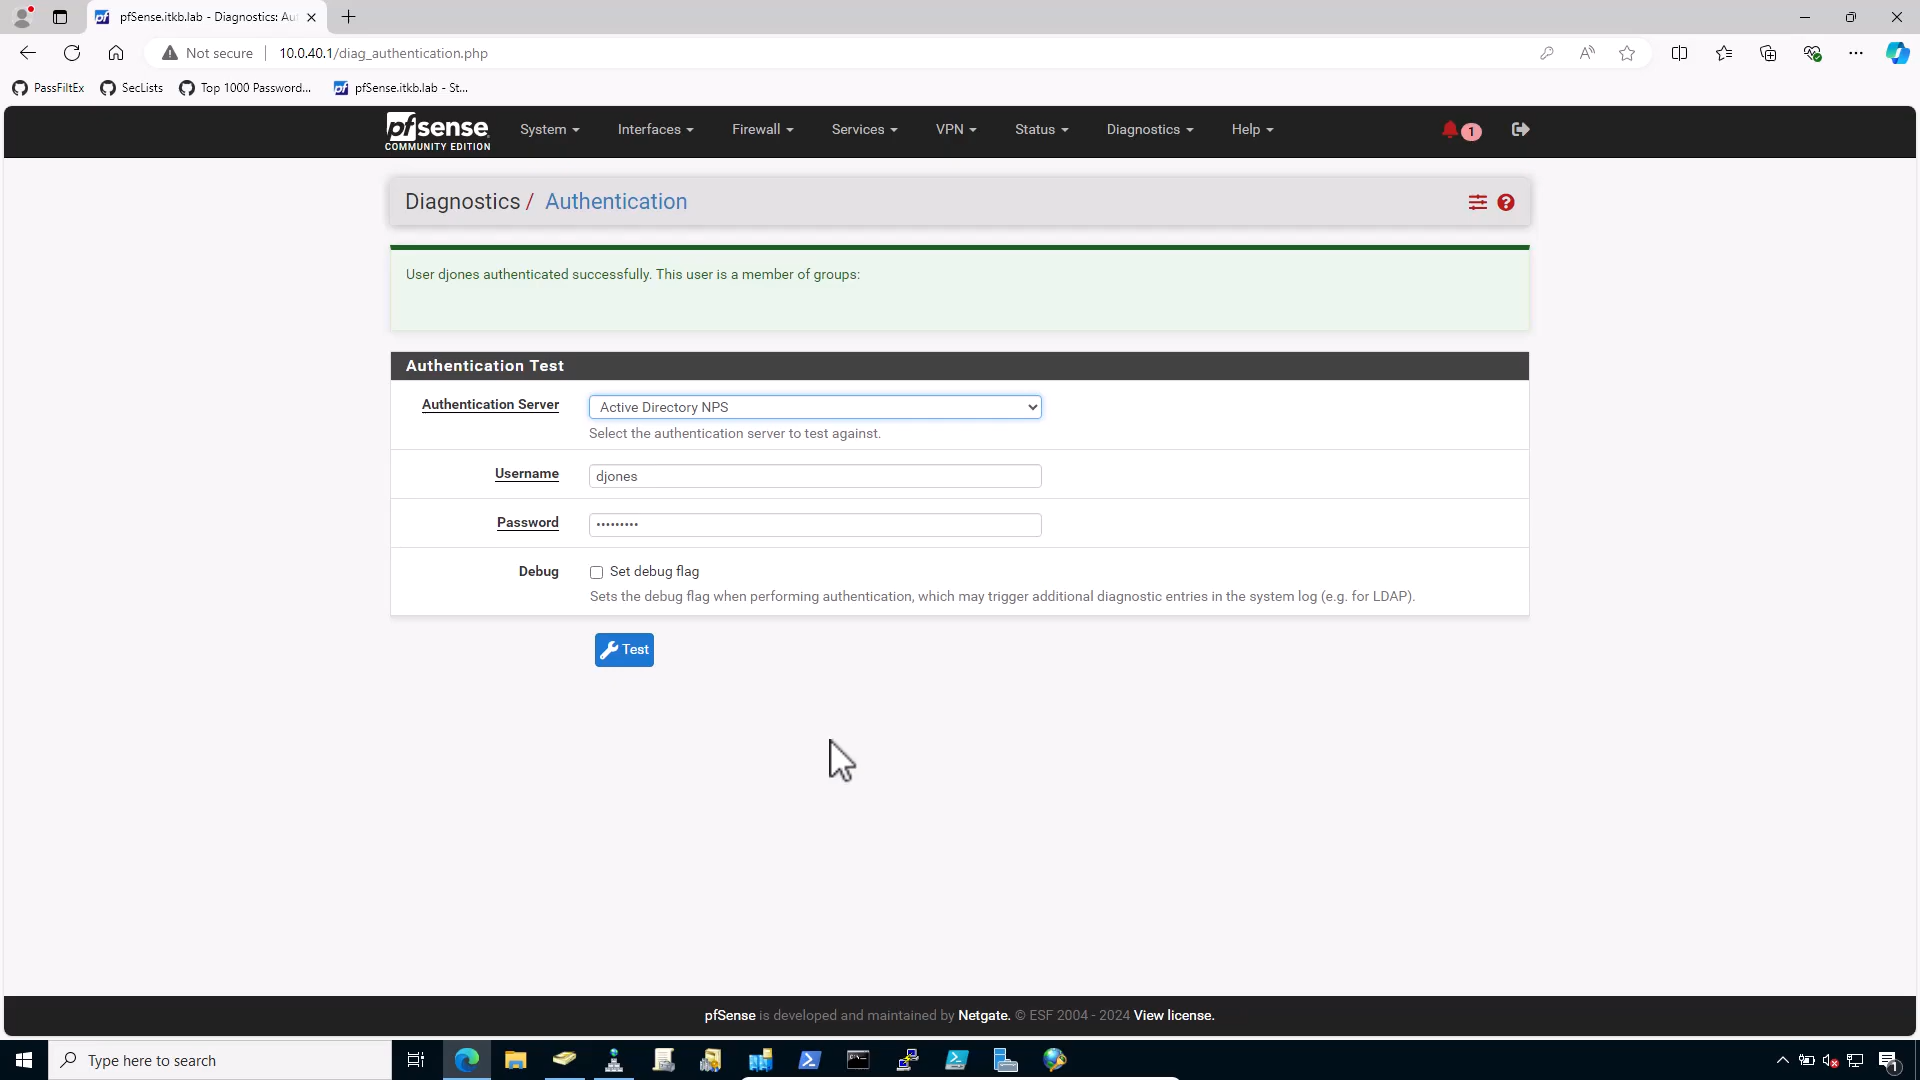 pfSense.itkb.lab - Diagnostics: Au
Not secure
10.0.40.1/diag_authentication.php
PassFiltEx
SecLists
Top 1000 Password...
pfSense.itkb.lab - St...
pfsense
COMMUNITY EDITION
System
Interfaces
Firewall
Services
VPN
Status
Diagnostics
Help
1
Diagnostics / Authentication
User djones authenticated successfully. This user is a member of groups:
Authentication Test
Authentication Server
Active Directory NPS
Select the authentication server to test against.
Username
djones
Password
•••••••••
Debug
Set debug flag
Sets the debug flag when performing authentication, which may trigger additional diagnostic entries in the system log (e.g. for LDAP).
Test
pfSense is developed and maintained by Netgate. © ESF 2004 - 2024 View license.
Type here to search
1